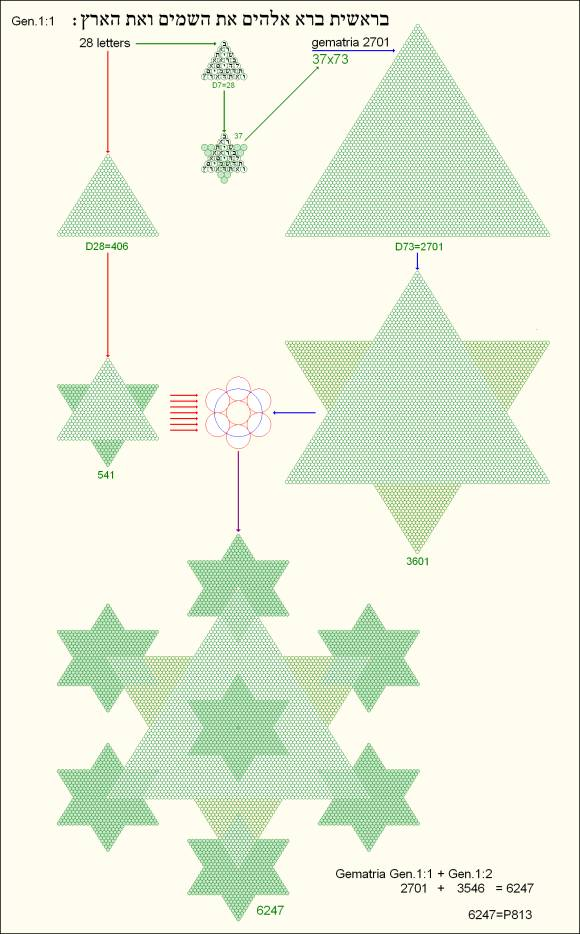 Gen.1:1 בראשית ברא אלהים את השמים ואת הארץ:
28 letters
gematria 2701
37x73
D7=28
37
D28=406
D73=2701
541
3601
Gematria Gen.1:1 + Gen.1:2
2701 + 3546 = 6247
6247
6247=P813